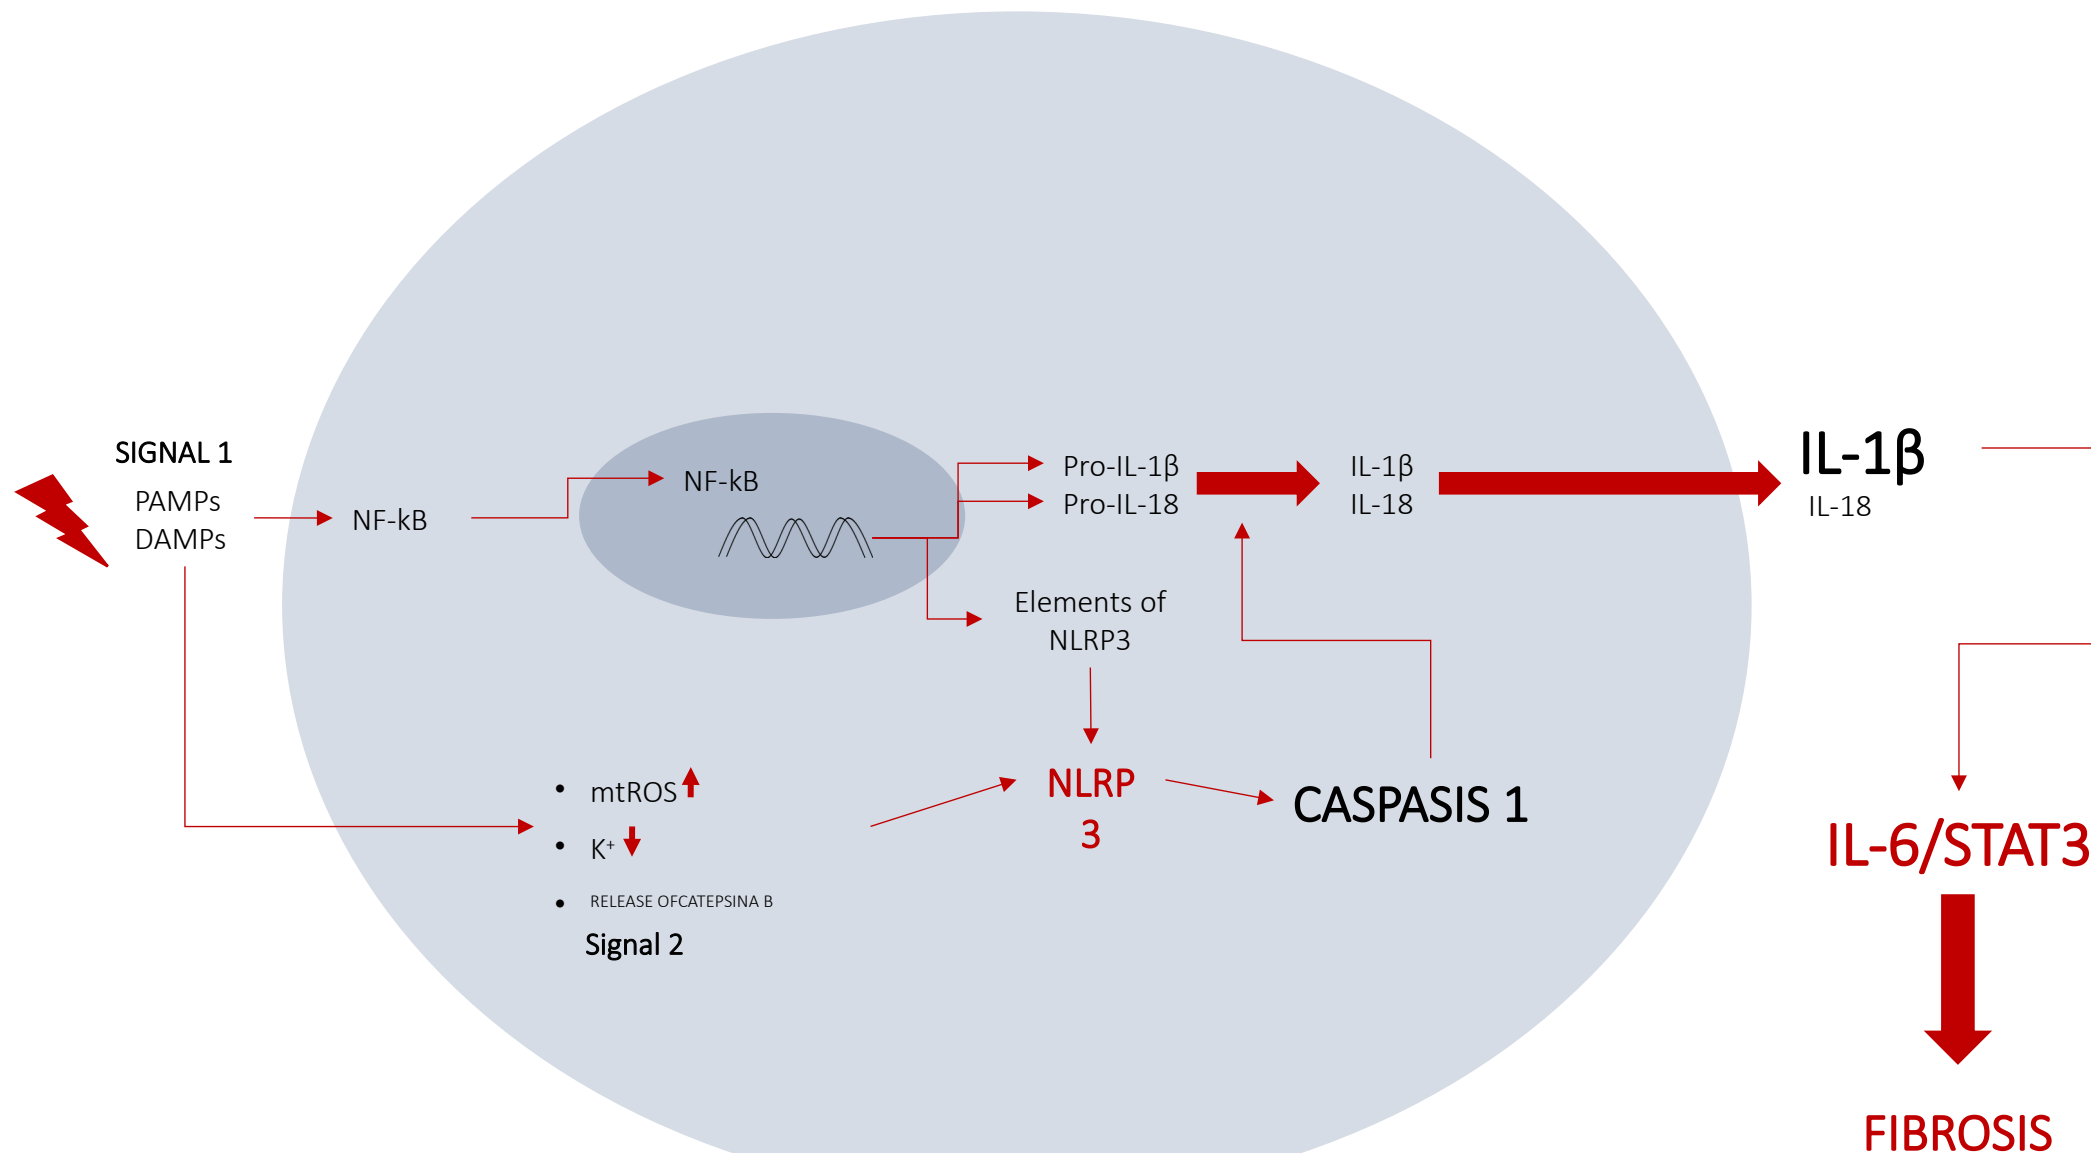 SIGNAL 1
PAMPs
DAMPs
NF-kB
NF-kB
Pro-IL-1β
Pro-IL-18
IL-1β
IL-18
IL-1β
IL-18
Elements of
NLRP3
• mtROS
• K⁺
• RELEASE OFCATEPSINA B
Signal 2
NLRP
3
CASPASIS 1
IL-6/STAT3
FIBROSIS